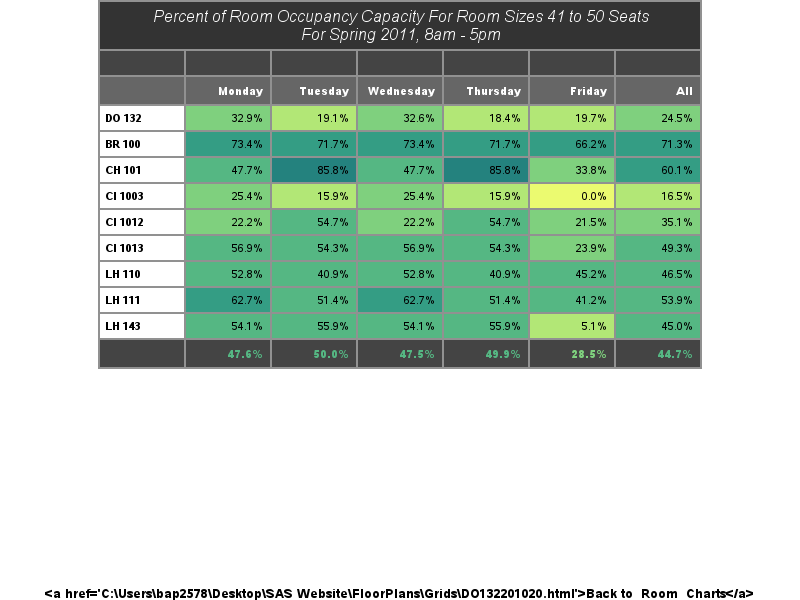 Percent of Room Occupancy Capacity For Room Sizes 41 to 50 Seats
For Spring 2011, 8am - 5pm
Monday Tuesday Wednesday Thursday Friday All
DO 132 32.9% 19.1% 32.6% 18.4% 19.7% 24.5%
BR 100 73.4% 71.7% 73.4% 71.7% 66.2% 71.3%
CH 101 47.7% 85.8% 47.7% 85.8% 33.8% 60.1%
CI 1003 25.4% 15.9% 25.4% 15.9% 0.0% 16.5%
CI 1012 22.2% 54.7% 22.2% 54.7% 21.5% 35.1%
CI 1013 56.9% 54.3% 56.9% 54.3% 23.9% 49.3%
LH 110 52.8% 40.9% 52.8% 40.9% 45.2% 46.5%
LH 111 62.7% 51.4% 62.7% 51.4% 41.2% 53.9%
LH 143 54.1% 55.9% 54.1% 55.9% 5.1% 45.0%
47.6% 50.0% 47.5% 49.9% 28.5% 44.7%
<a href='C:\Users\bap2578\Desktop\SAS Website\FloorPlans\Grids\DO132201020.html'>Back to Room Charts</a>